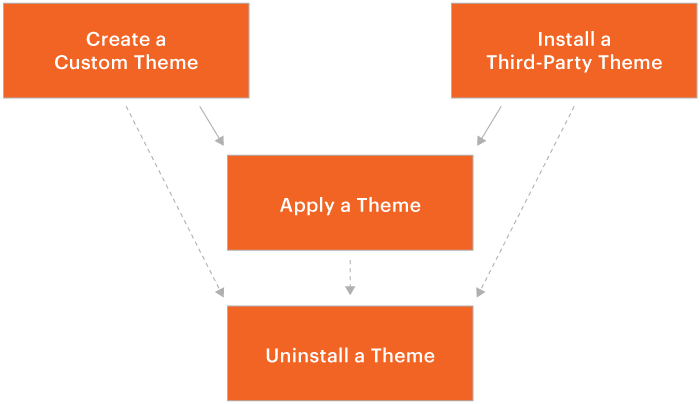 Create a
Custom Theme
Install a
Third-Party Theme
Apply a Theme
Uninstall a Theme